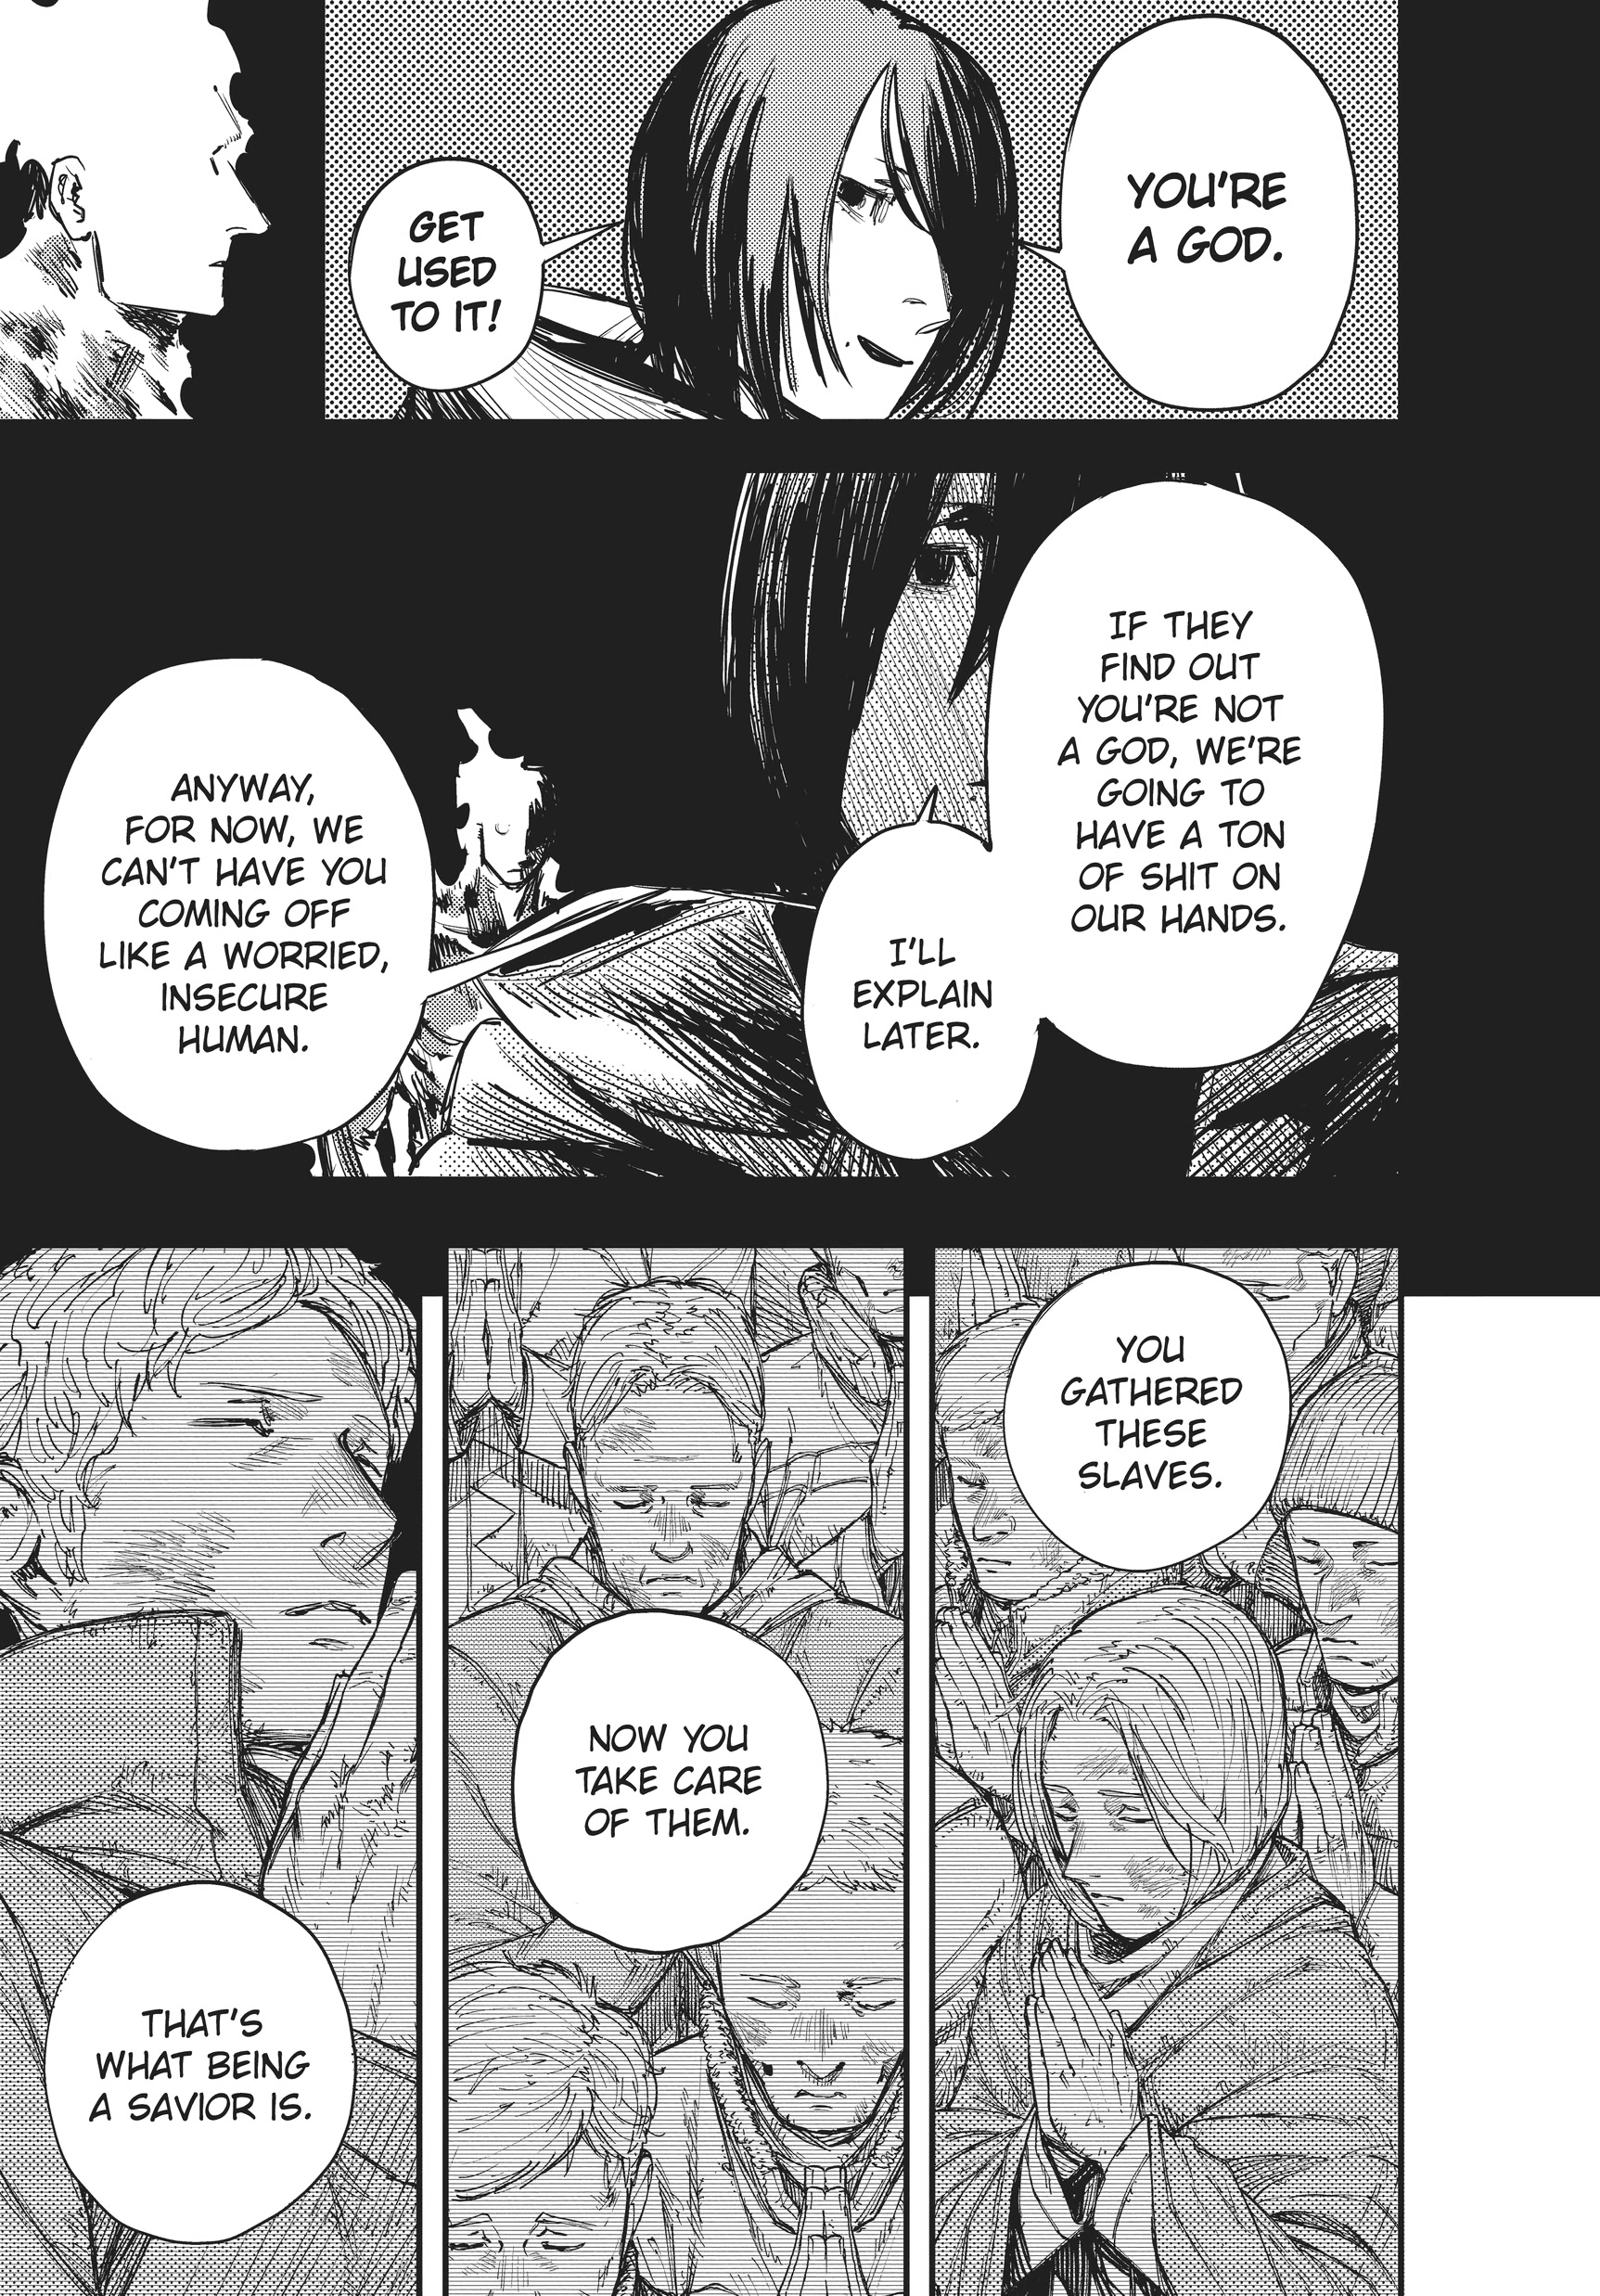 YOU'RE
A GOD.
GET
USED
TO IT!
IF THEY
FIND OUT
YOU'RE NOT
A GOD, WE'RE
GOING TO
HAVE A TON
OF SHIT ON
OUR HANDS.
I'LL
EXPLAIN
LATER.
ANYWAY,
FOR NOW, WE
CAN'T HAVE YOU
COMING OFF
LIKE A WORRIED,
INSECURE
HUMAN.
YOU
GATHERED
THESE
SLAVES.
NOW YOU
TAKE CARE
OF THEM.
THAT'S
WHAT BEING
A SAVIOR IS.